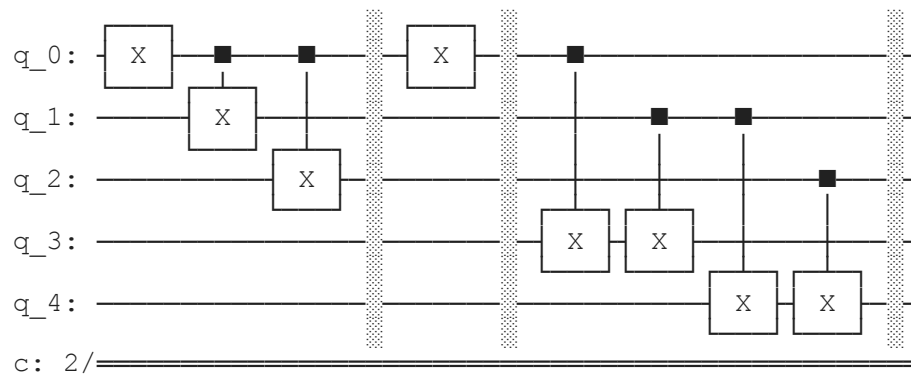 q_0: X X
q_1: X
q_2: X
q_3: X X
q_4: X X
c: 2/